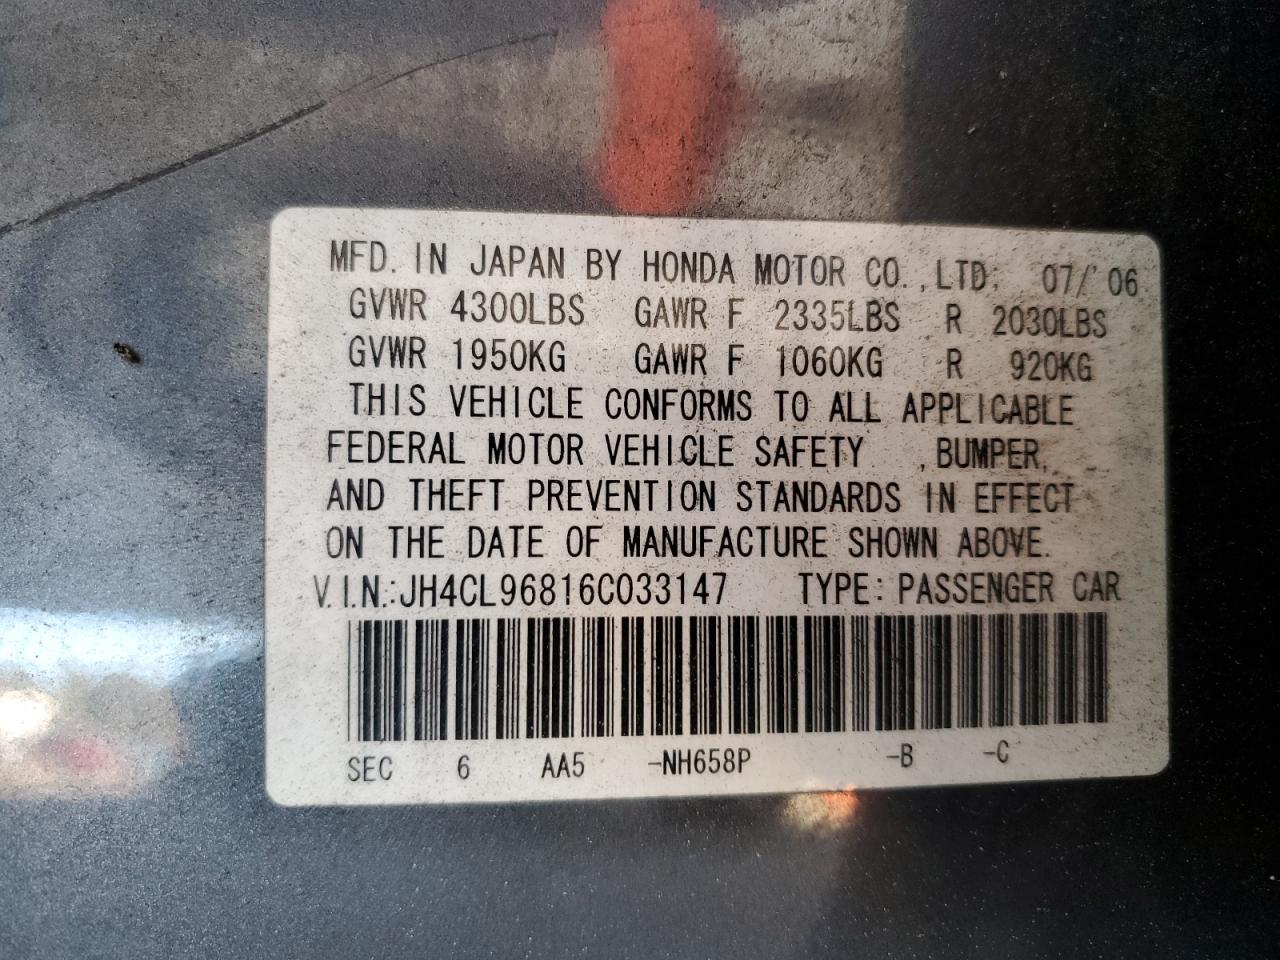 MFD. IN JAPAN BY HONDA MOTOR CO., LTD. 07/ 06
GVWR 4300LBS GAWR F 2335LBS R 2030LBS
GVWR 1950KG GAWR F 1060KG R 920KG
THIS VEHICLE CONFORMS TO ALL APPLICABLE
FEDERAL MOTOR VEHICLE SAFETY , BUMPER,
AND THEFT PREVENTION STANDARDS IN EFFECT
ON THE DATE OF MANUFACTURE SHOWN ABOVE.
V.I.N.:JH4CL96816C033147 TYPE: PASSENGER CAR
SEC 6 AA5 -NH658P -B -C